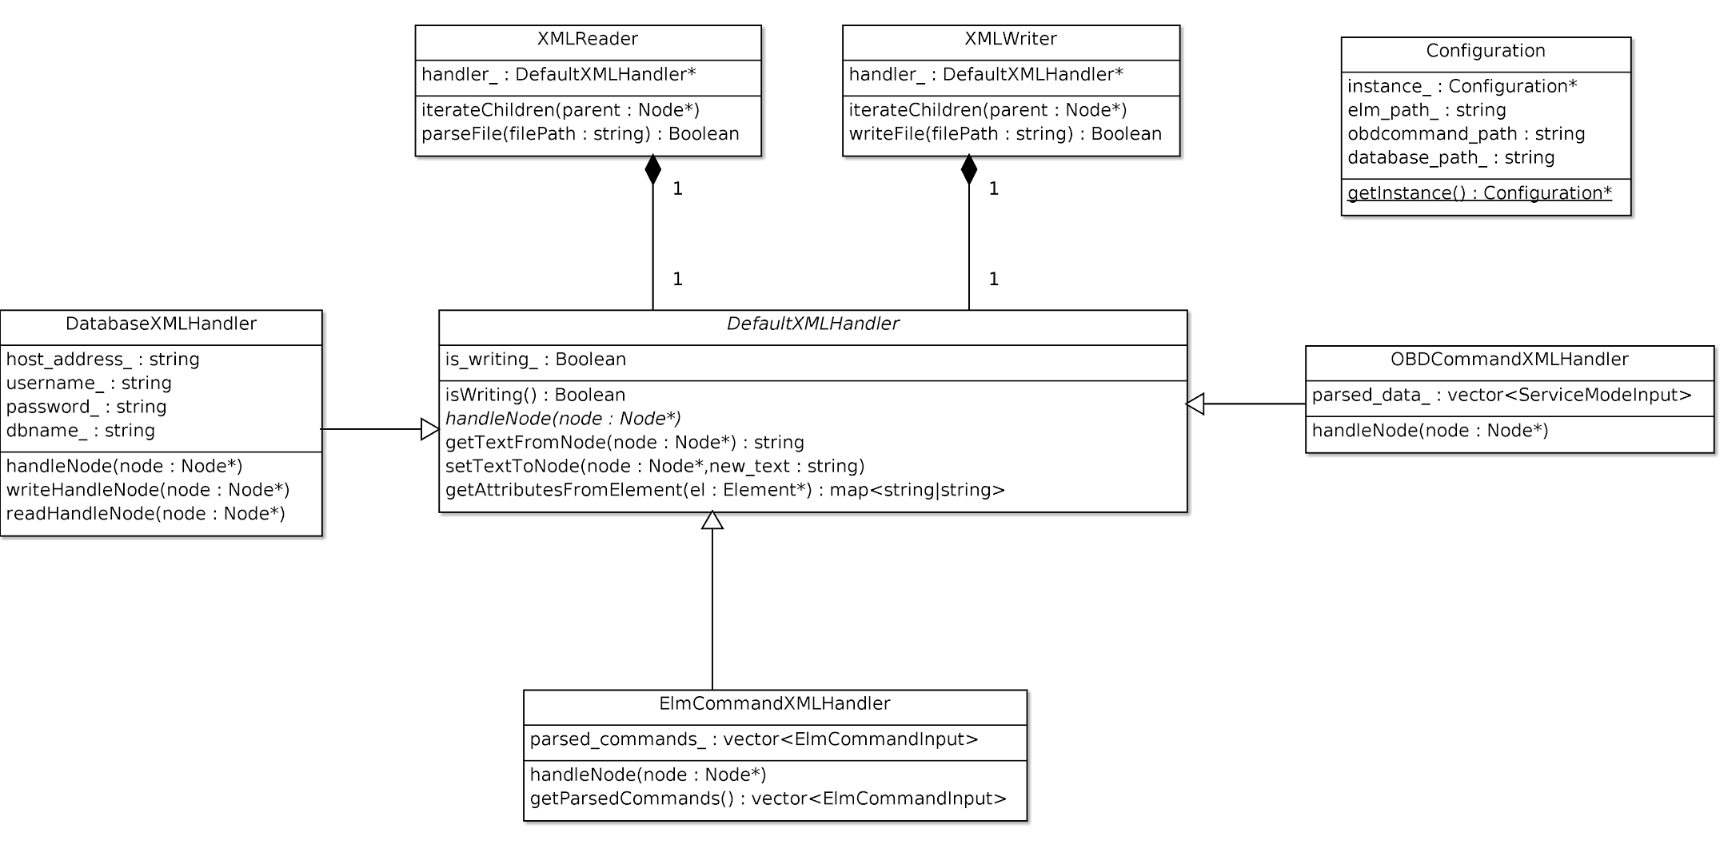 XMLReader
handler_ : DefaultXMLHandler*
iterateChildren(parent : Node*)
parseFile(filePath : string) : Boolean
XMLWriter
handler_ : DefaultXMLHandler*
iterateChildren(parent : Node*)
writeFile(filePath : string) : Boolean
Configuration
instance_ : Configuration*
elm_path_ : string
obdcommand_path : string
database_path_ : string
getInstance() : Configuration*
1
1
1
1
DatabaseXMLHandler
host_address_ : string
username_ : string
password_ : string
dbname_ : string
handleNode(node : Node*)
writeHandleNode(node : Node*)
readHandleNode(node : Node*)
DefaultXMLHandler
is_writing_ : Boolean
isWriting() : Boolean
handleNode(node : Node*)
getTextFromNode(node : Node*) : string
setTextToNode(node : Node*,new_text : string)
getAttributesFromElement(el : Element*) : map<string|string>
OBDCommandXMLHandler
parsed_data_ : vector<ServiceModeInput>
handleNode(node : Node*)
ElmCommandXMLHandler
parsed_commands_ : vector<ElmCommandInput>
handleNode(node : Node*)
getParsedCommands() : vector<ElmCommandInput>